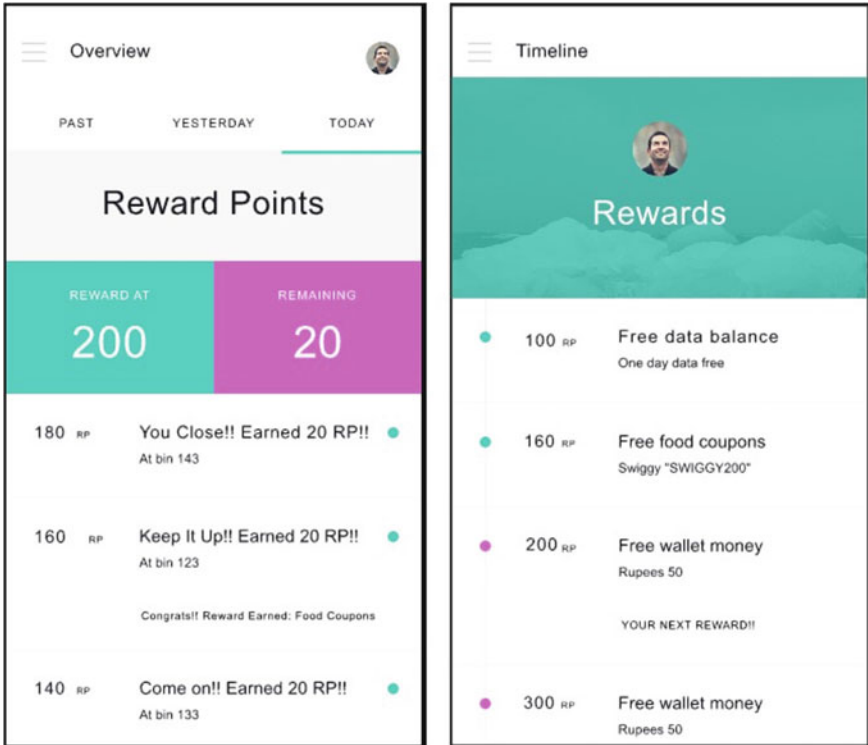 Overview
PAST YESTERDAY TODAY
Reward Points
REWARD AT
200
REMAINING
20
180 RP You Close!! Earned 20 RP!!
At bin 143
160 RP Keep It Up!! Earned 20 RP!!
At bin 123
Congrats!! Reward Earned: Food Coupons
140 RP Come on!! Earned 20 RP!!
At bin 133
Timeline
Rewards
100 RP Free data balance
One day data free
160 RP Free food coupons
Swiggy "SWIGGY200"
200 RP Free wallet money
Rupees 50
YOUR NEXT REWARD!!
300 RP Free wallet money
Rupees 50